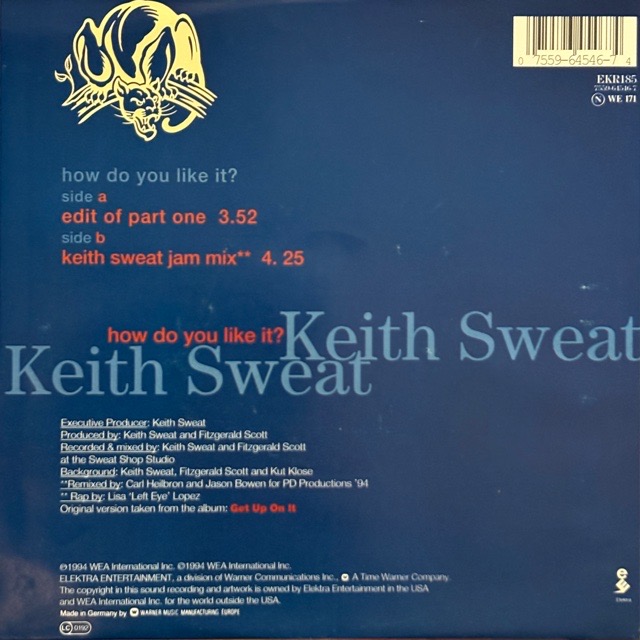 0 7559-64546-7 4
EKR185
7559-64546-7
N WE 171
how do you like it?
side a
edit of part one 3.52
side b
keith sweat jam mix** 4. 25
how do you like it? Keith Sweat
Keith Sweat
Executive Producer: Keith Sweat
Produced by: Keith Sweat and Fitzgerald Scott
Recorded & mixed by: Keith Sweat and Fitzgerald Scott
at the Sweat Shop Studio
Background: Keith Sweat, Fitzgerald Scott and Kut Klose
**Remixed by: Carl Heilbron and Jason Bowen for PD Productions '94
** Rap by: Lisa 'Left Eye' Lopez
Original version taken from the album: Get Up On It
℗1994 WEA International Inc. ©1994 WEA International Inc.
ELEKTRA ENTERTAINMENT, a division of Warner Communications Inc., A Time Warner Company.
The copyright in this sound recording and artwork is owned by Elektra Entertainment in the USA
and WEA International Inc. for the world outside the USA.
Made in Germany by WARNER MUSIC MANUFACTURING EUROPE
LC 0192